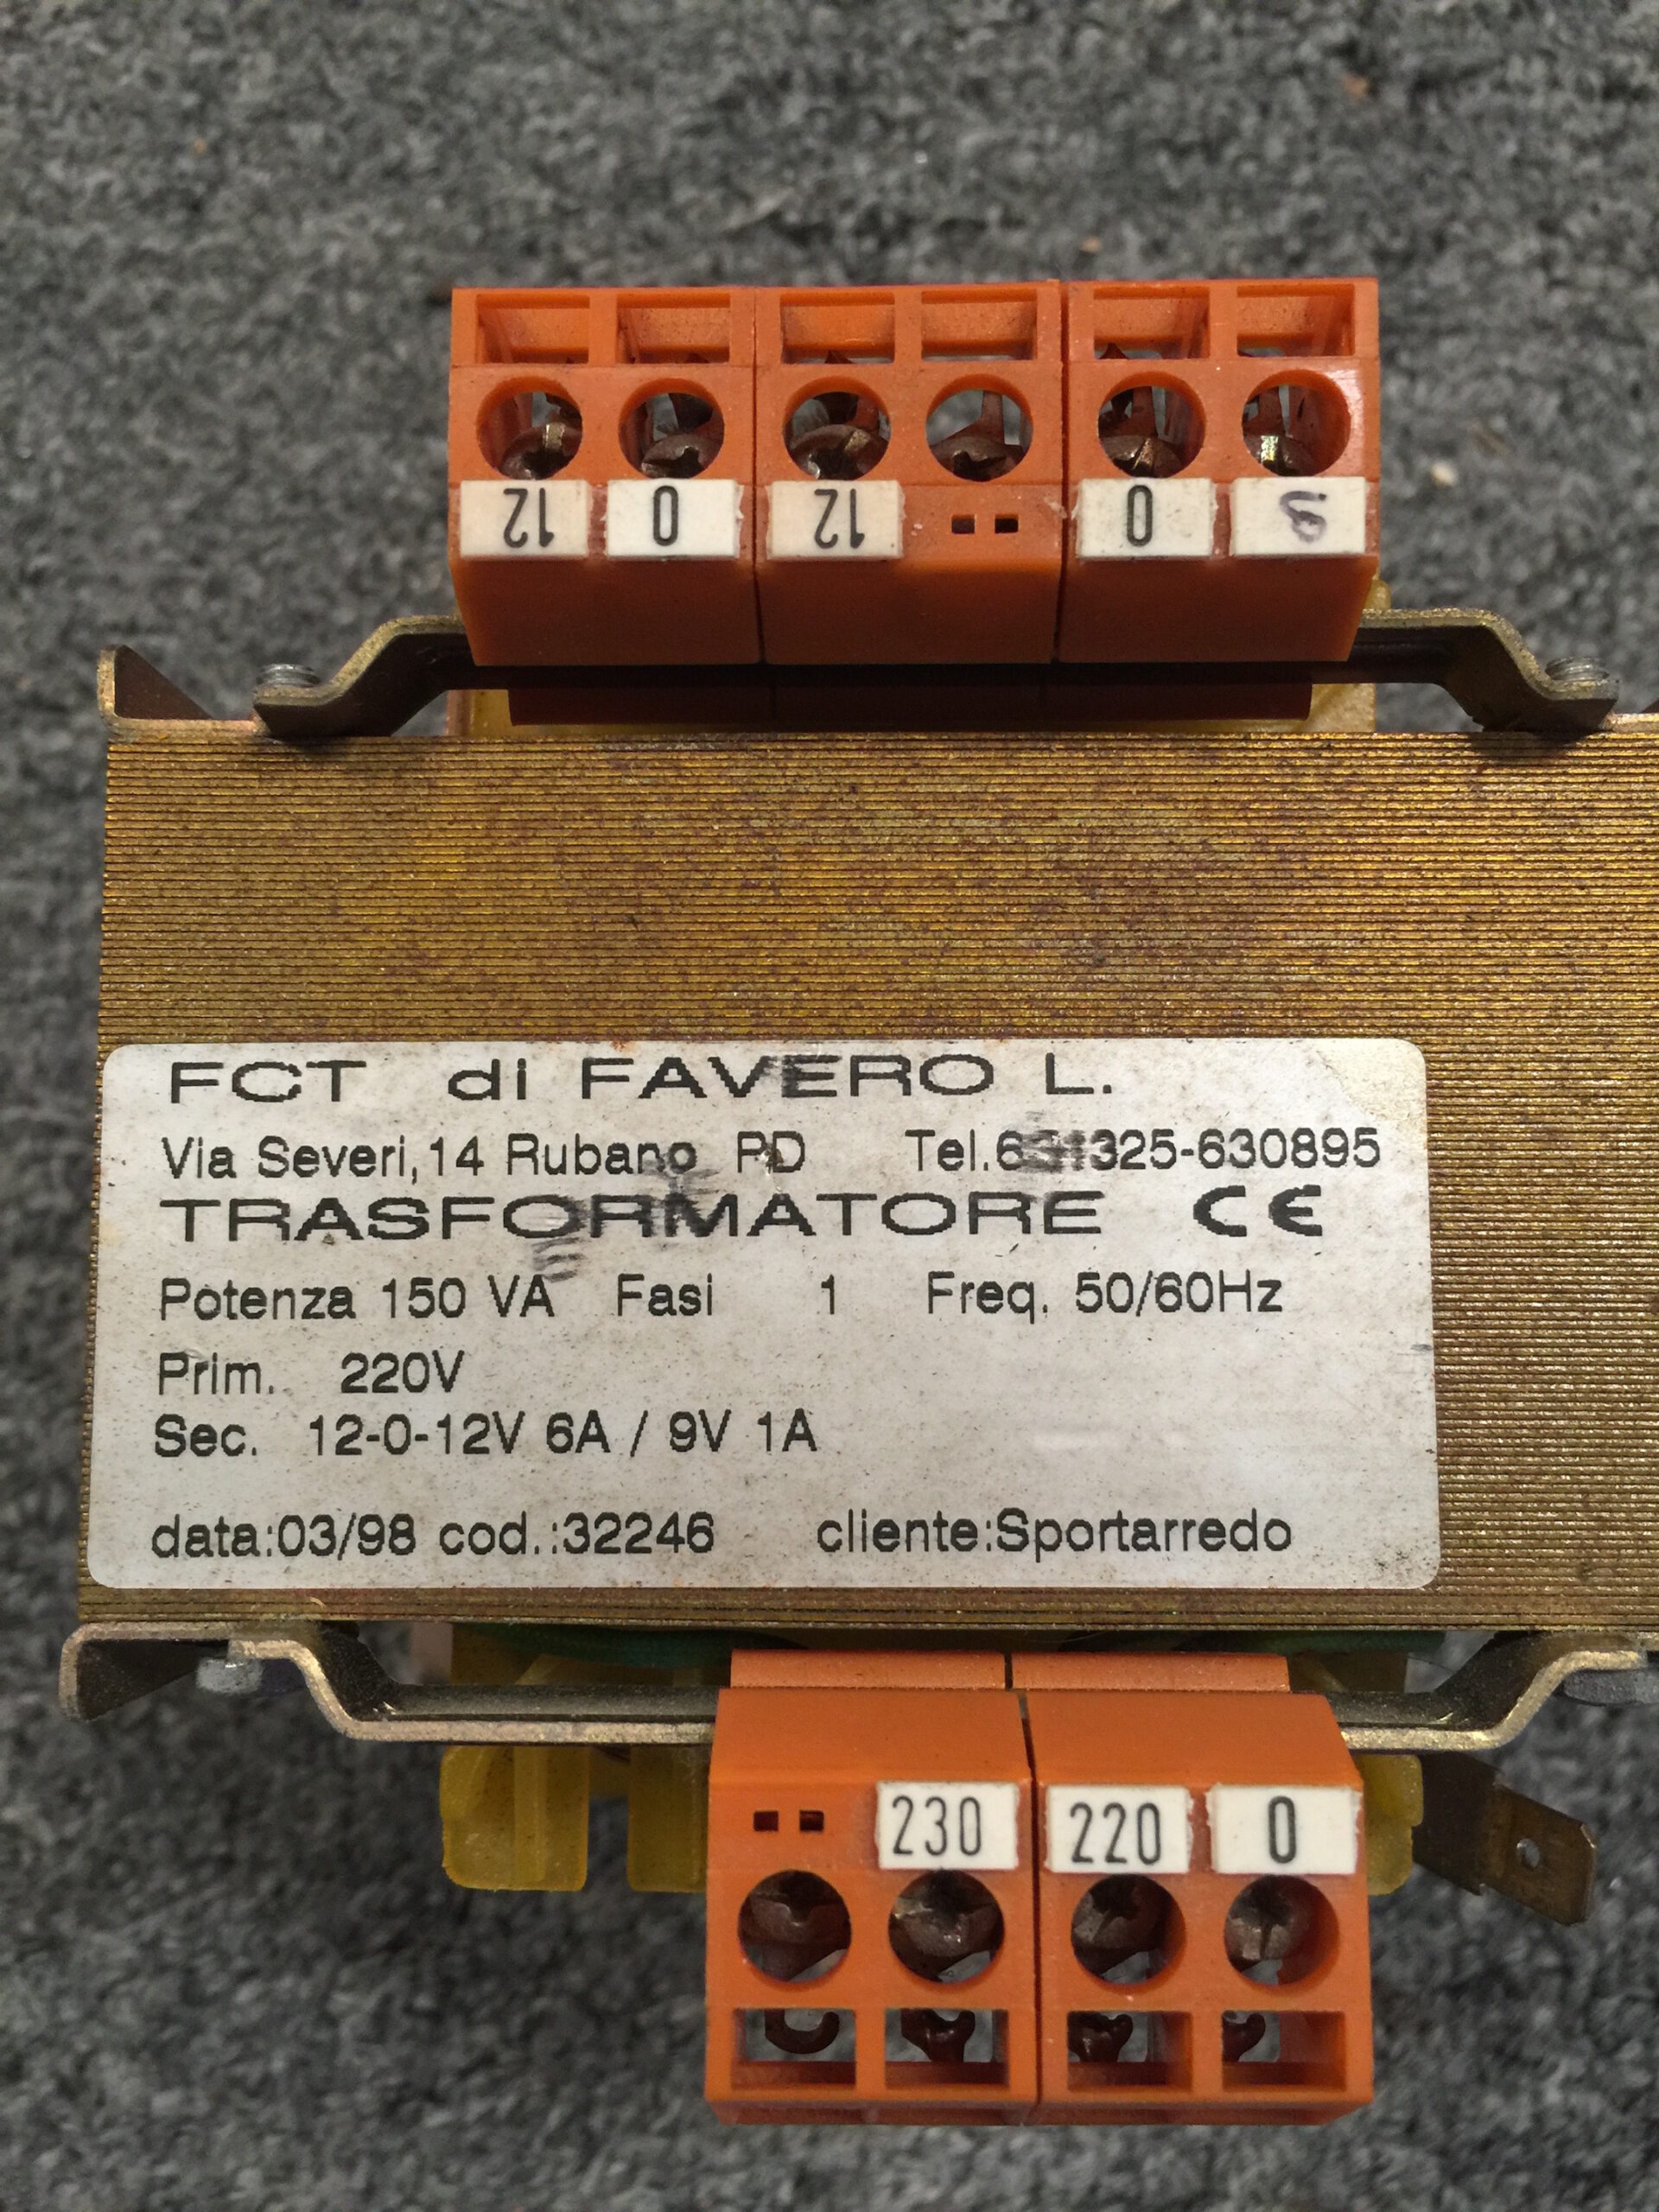 12 0 12 0 9
FCT di FAVERO L.
Via Severi,14 Rubano PD Tel.631325-630895
TRASFORMATORE CE
Potenza 150 VA Fasi 1 Freq. 50/60Hz
Prim. 220V
Sec. 12-0-12V 6A / 9V 1A
data:03/98 cod.:32246 cliente:Sportarredo
230 220 0